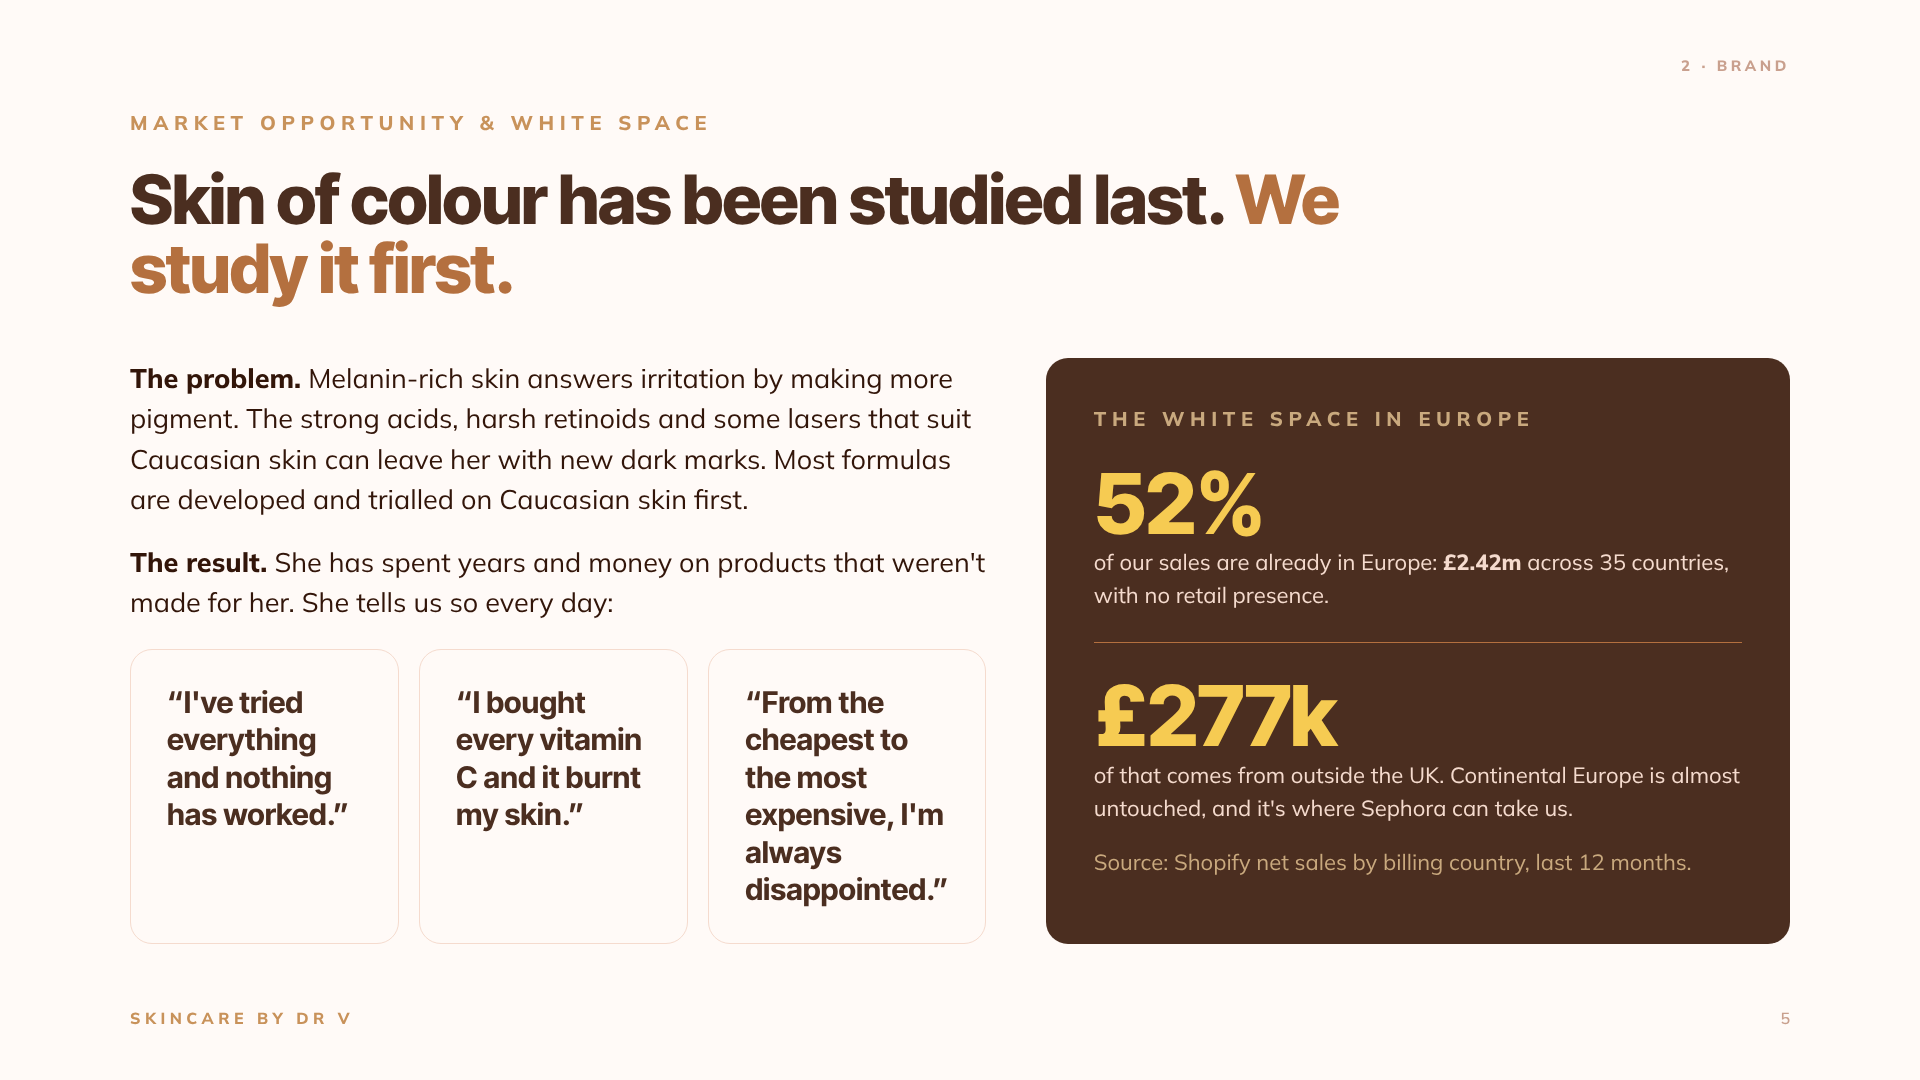 2 · BRAND
MARKET OPPORTUNITY & WHITE SPACE
Skin of colour has been studied last. We
study it first.
The problem. Melanin-rich skin answers irritation by making more
pigment. The strong acids, harsh retinoids and some lasers that suit
Caucasian skin can leave her with new dark marks. Most formulas
are developed and trialled on Caucasian skin first.
The result. She has spent years and money on products that weren't
made for her. She tells us so every day:
“I've tried
everything
and nothing
has worked.”
“I bought
every vitamin
C and it burnt
my skin.”
“From the
cheapest to
the most
expensive, I'm
always
disappointed.”
THE WHITE SPACE IN EUROPE
52%
of our sales are already in Europe: £2.42m across 35 countries,
with no retail presence.
£277k
of that comes from outside the UK. Continental Europe is almost
untouched, and it's where Sephora can take us.
Source: Shopify net sales by billing country, last 12 months.
SKINCARE BY DR V
5